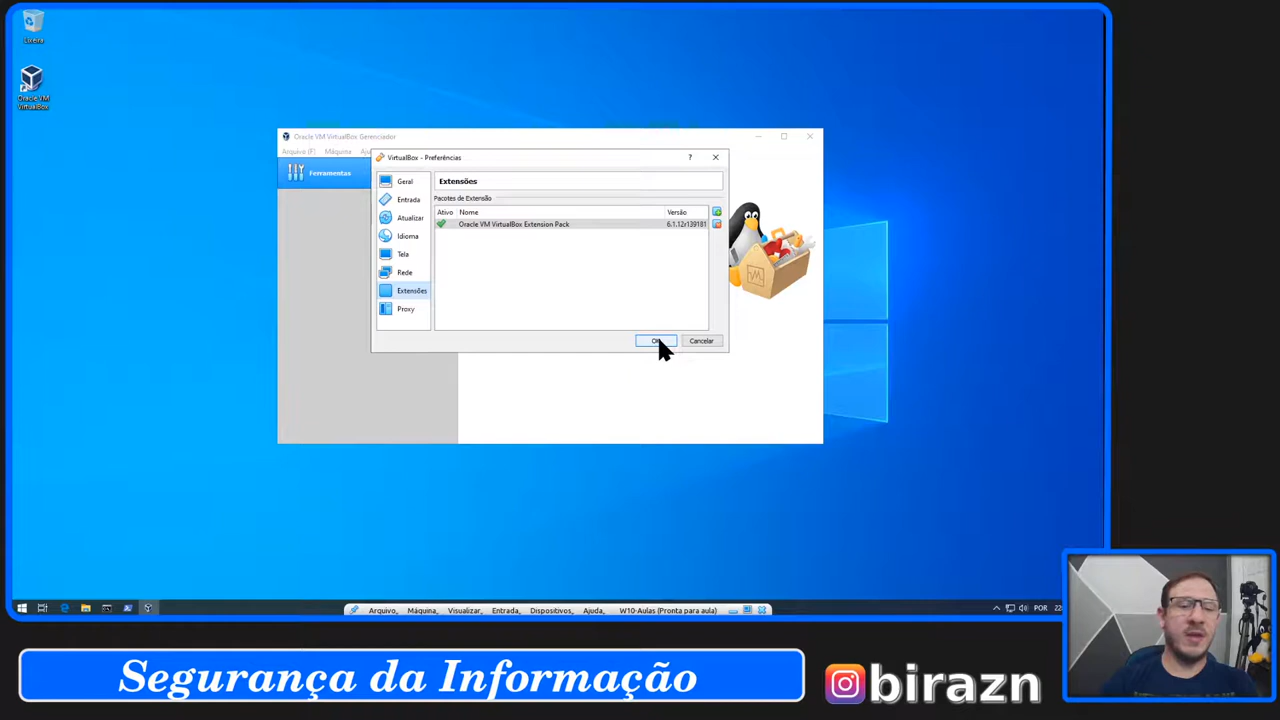 Lixeira
Oracle VM
VirtualBox
Oracle VM VirtualBox Gerenciador
Arquivo (F) Máquina
VirtualBox - Preferências
?
Ferramentas
Geral
Entrada
Atualizar
Idioma
Tela
Rede
Extensões
Proxy
Extensões
Pacotes de Extensão
Ativo Nome Versão
Oracle VM VirtualBox Extension Pack 6.1.12r139181
Cancelar
Arquivo, Máquina, Visualizar, Entrada, Dispositivos, Ajuda, W10-Aulas (Pronta para aula)
POR
Segurança da Informação
birazn